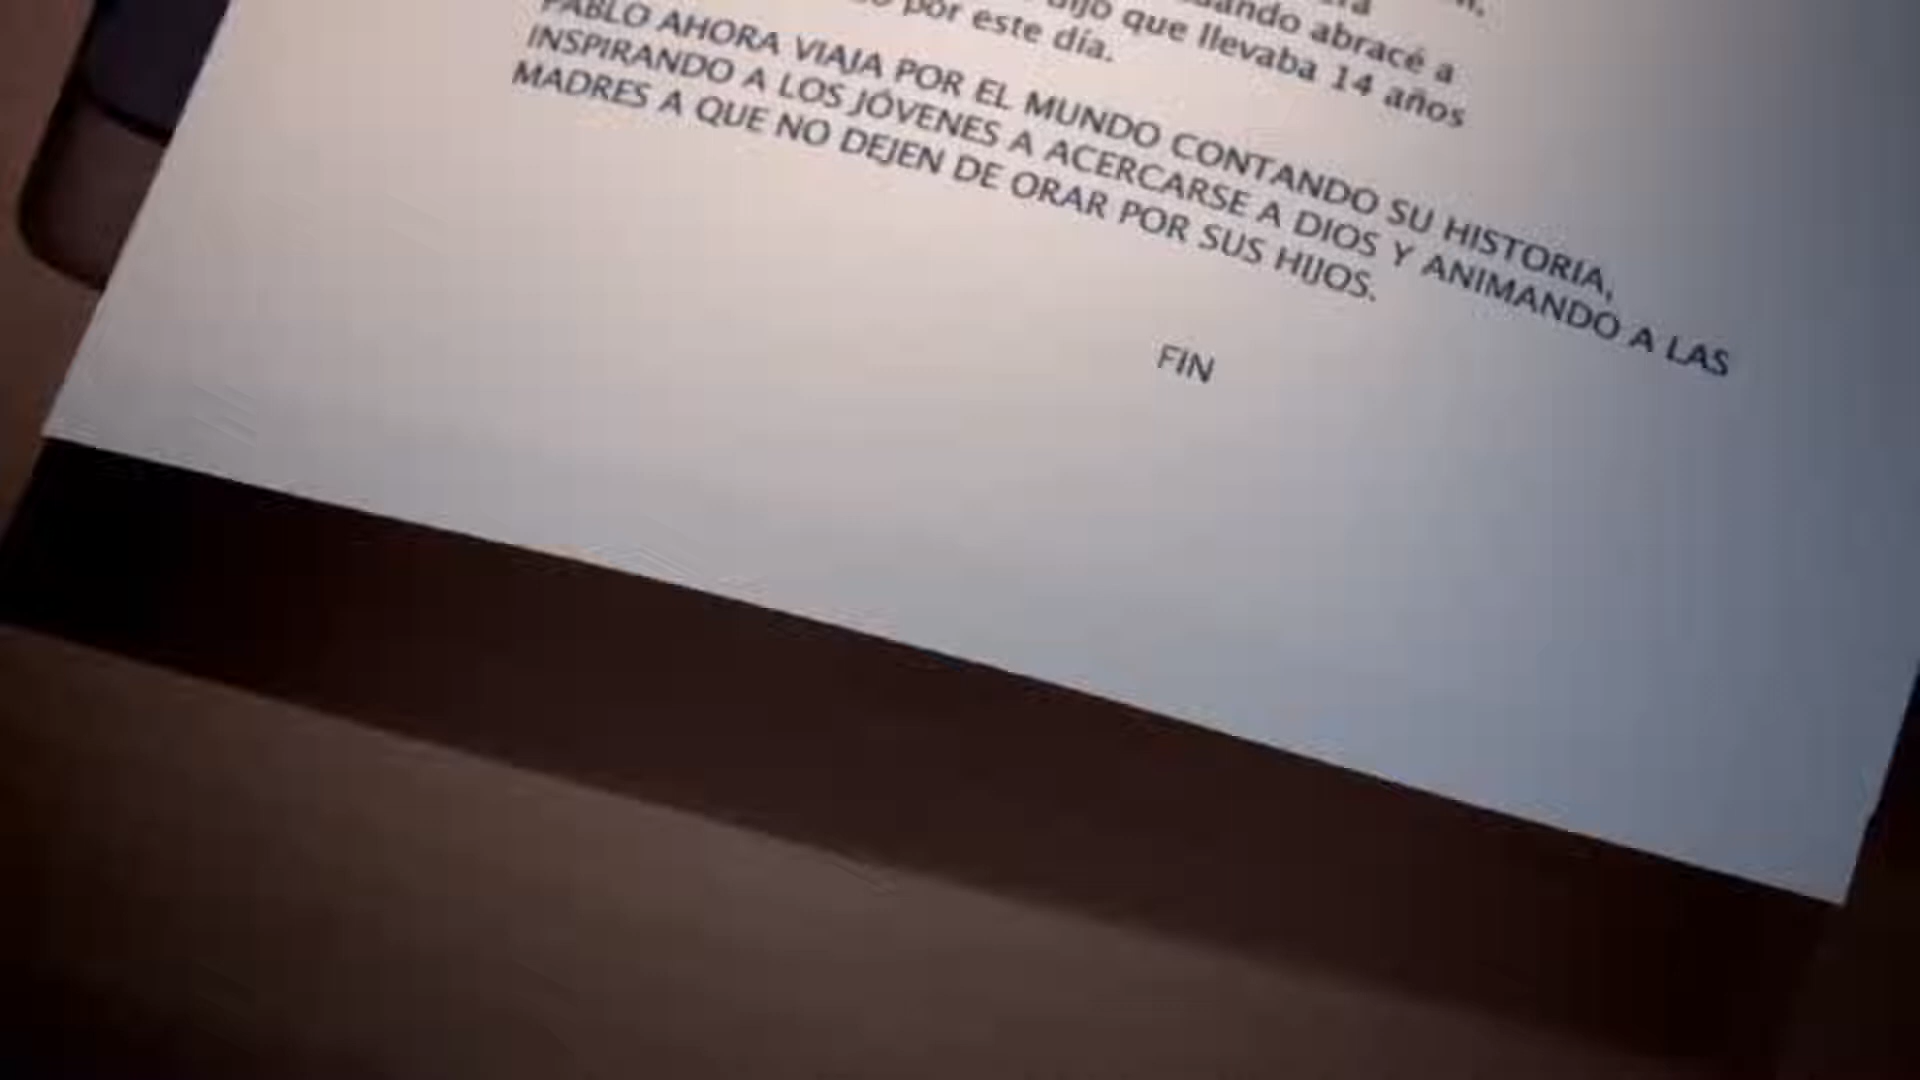 cuando abracé a
dijo que llevaba 14 años
por este día.
PABLO AHORA VIAJA POR EL MUNDO CONTANDO SU HISTORIA,
INSPIRANDO A LOS JÓVENES A ACERCARSE A DIOS Y ANIMANDO A LAS
MADRES A QUE NO DEJEN DE ORAR POR SUS HIJOS.
FIN